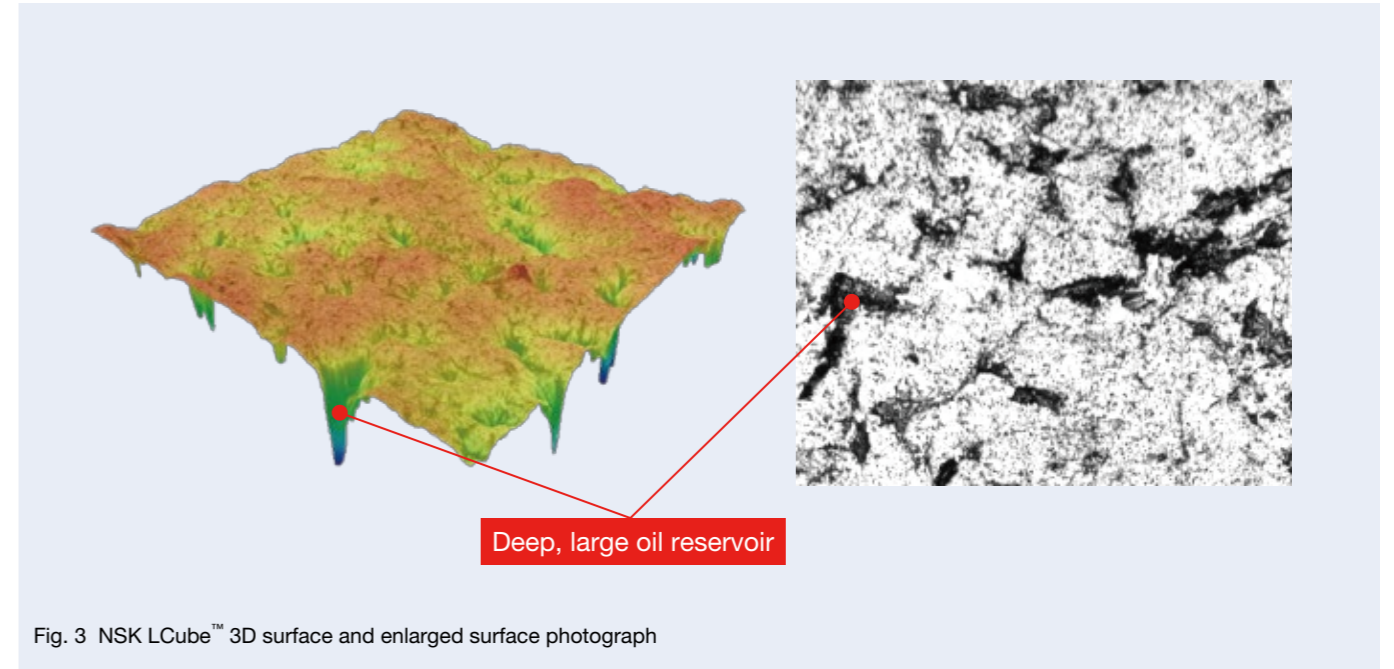 Deep, large oil reservoir
Fig. 3 NSK LCube™ 3D surface and enlarged surface photograph